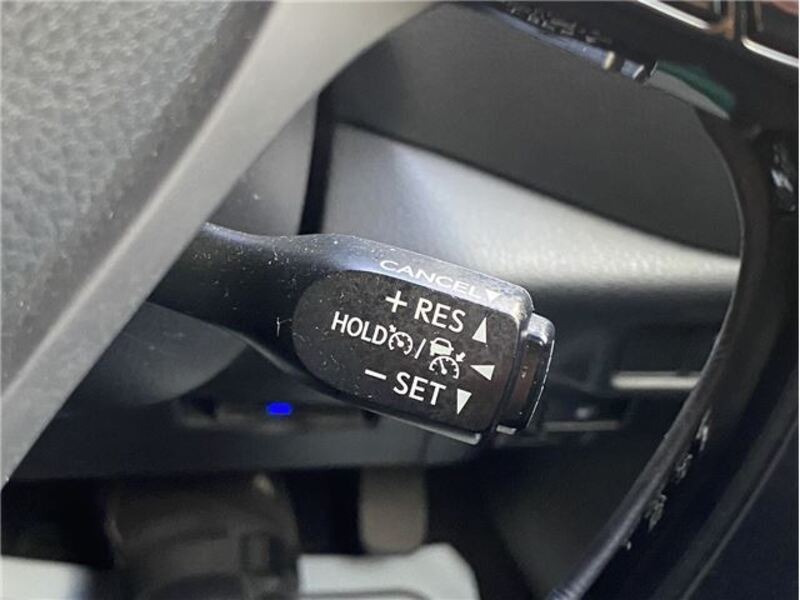 CANCEL▼
+ RES ▲
HOLD /
− SET ▼